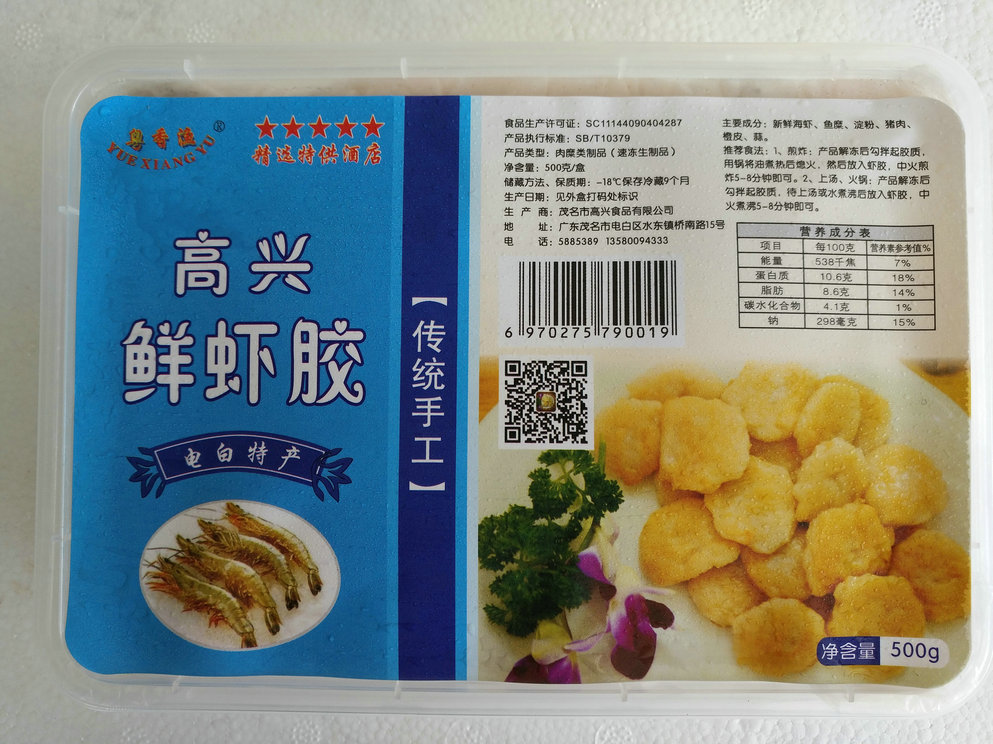 粤香渔®
YUE XIANG YU
★★★★★
精选特供酒店
高兴
鲜虾胶
电白特产
【传统手工】
食品生产许可证：SC11144090404287
产品执行标准：SB/T10379
产品类型：肉糜类制品（速冻生制品）
净含量：500克/盒
储藏方法、保质期：-18℃保存冷藏9个月
生产日期：见外盒打码处标识
生 产 商：茂名市高兴食品有限公司
地 址：广东茂名市电白区水东镇桥南路15号
电 话：5885389 13580094333
6 970275 790019
主要成分：新鲜海虾、鱼糜、淀粉、猪肉、
橙皮、蒜。
推荐食法：1、煎炸：产品解冻后勾拌起胶质，
用锅将油煮热后熄火，然后放入虾胶，中火煎
炸5-8分钟即可。2、上汤、火锅：产品解冻后
勾拌起胶质，待上汤或水煮沸后放入虾胶，中
火煮沸5-8分钟即可。
营养成分表
项目 每100克 营养素参考值%
能量 538千焦 7%
蛋白质 10.6克 18%
脂肪 8.6克 14%
碳水化合物 4.1克 1%
钠 298毫克 15%
净含量 500g